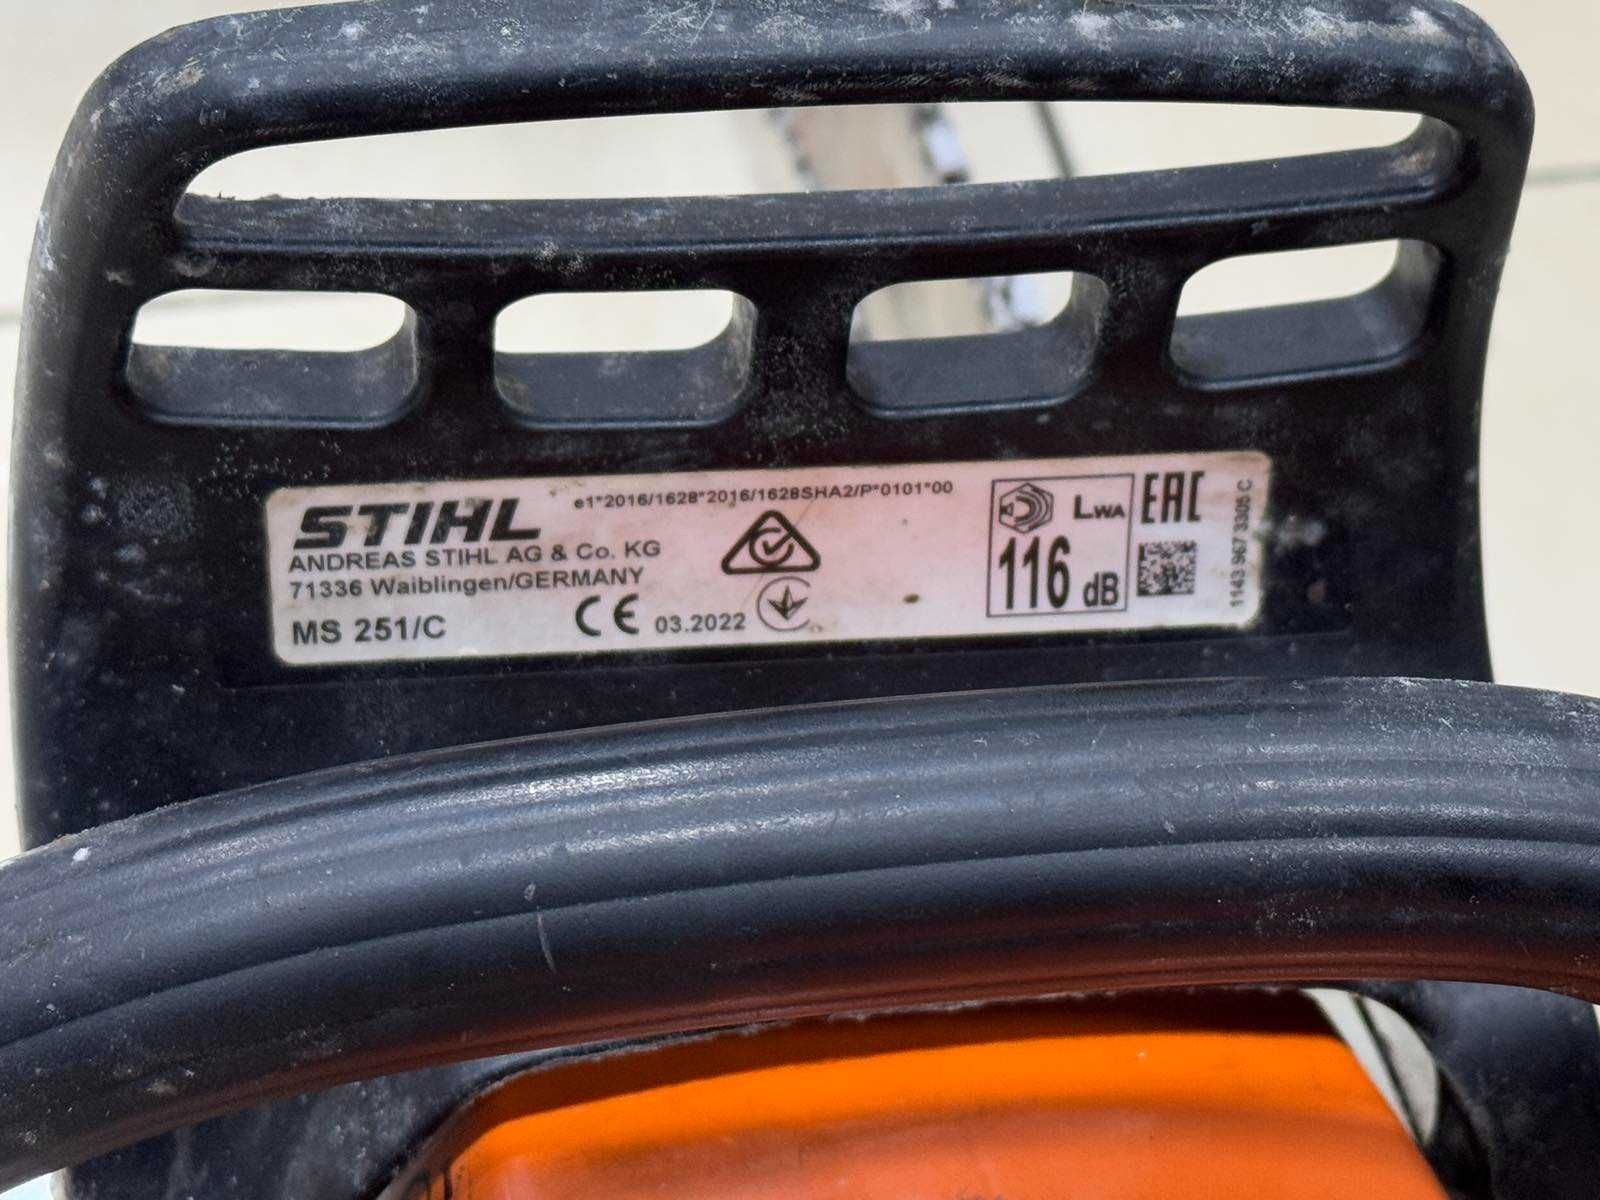 STIHL
e1*2016/1628*2016/1628SHA2/P*0101*00
ANDREAS STIHL AG & Co. KG
71336 Waiblingen/GERMANY
MS 251/C
CE 03.2022
LWA
116 dB
EAC
1143 967 3305 C